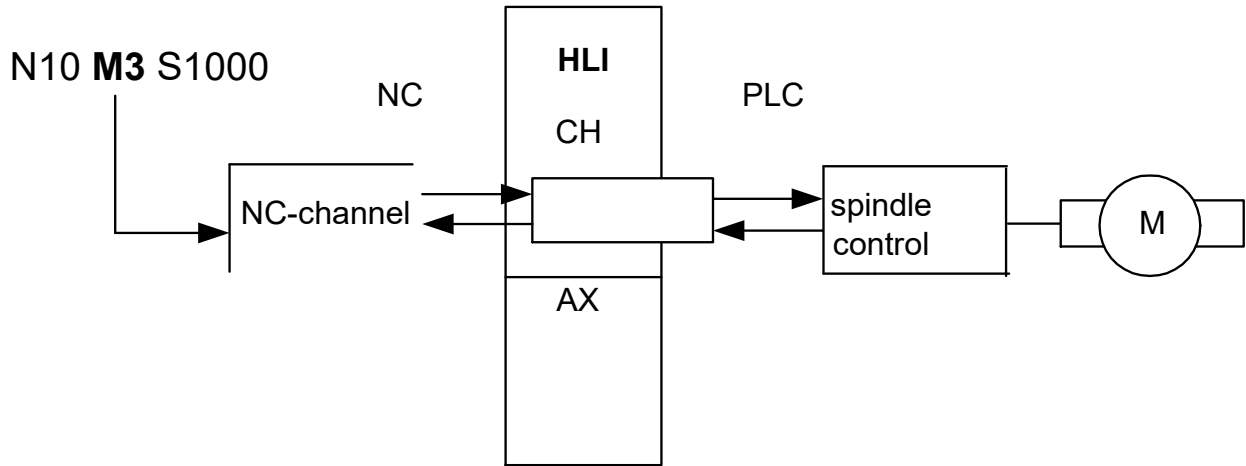 N10 M3 S1000
HLI
NC
PLC
CH
NC-channel
spindle
control
M
AX